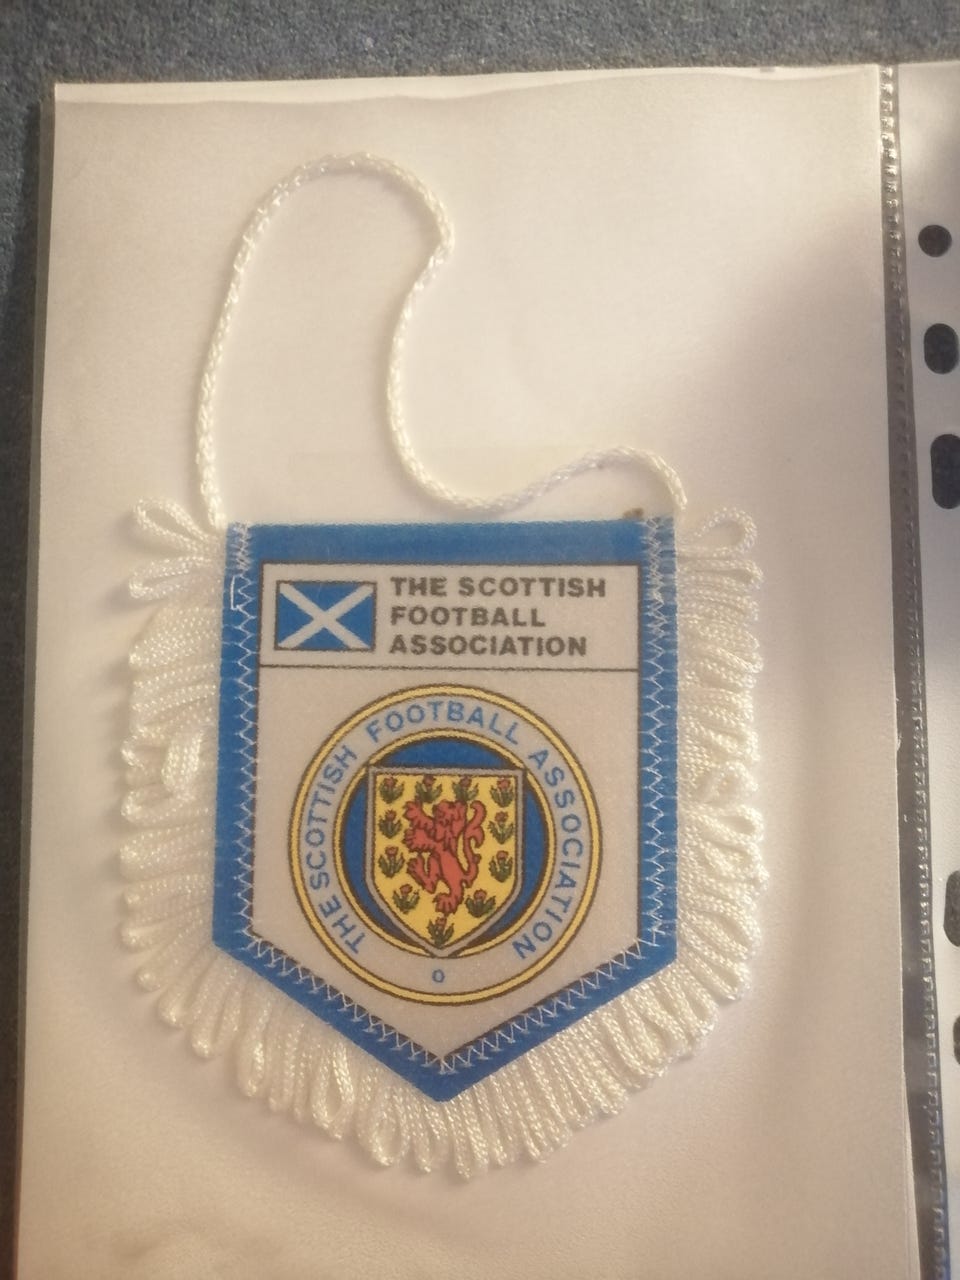 THE SCOTTISH
FOOTBALL
ASSOCIATION
THE SCOTTISH FOOTBALL ASSOCIATION